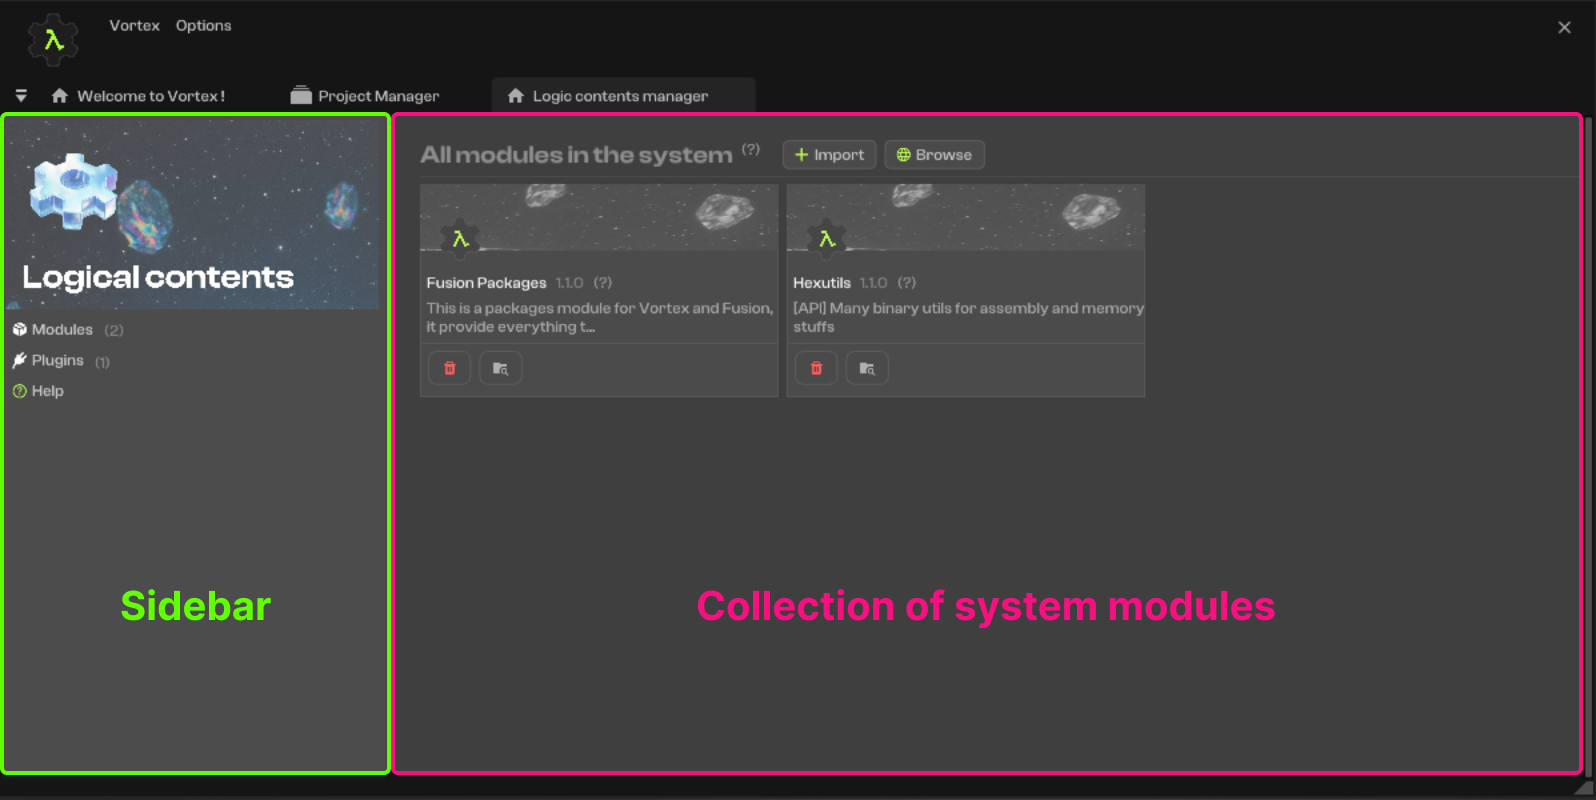 Vortex Options
Welcome to Vortex !
Project Manager
Logic contents manager
Logical contents
Modules (2)
Plugins (1)
Help
Sidebar
All modules in the system (?)
Import
Browse
Fusion Packages 1.1.0 (?)
This is a packages module for Vortex and Fusion,
it provide everything t...
Hexutils 1.1.0 (?)
[API] Many binary utils for assembly and memory
stuffs
Collection of system modules